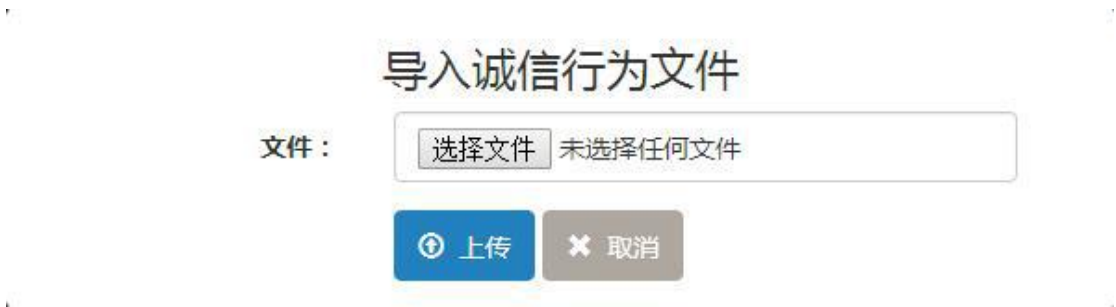 导入诚信行为文件
文件：
选择文件 未选择任何文件
上传 取消